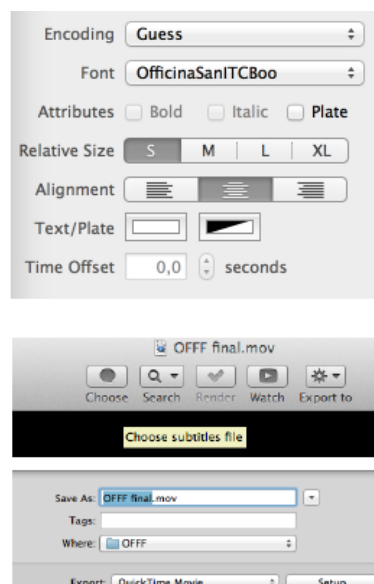 Encoding Guess
Font OfficinaSanITCBoo
Attributes Bold Italic Plate
Relative Size S M L XL
Alignment
Text/Plate
Time Offset 0,0 seconds
OFFF final.mov
Choose Search Render Watch Export to
Choose subtitles file
Save As: OFFF final.mov
Tags:
Where: OFFF
Export: QuickTime Movie Setup